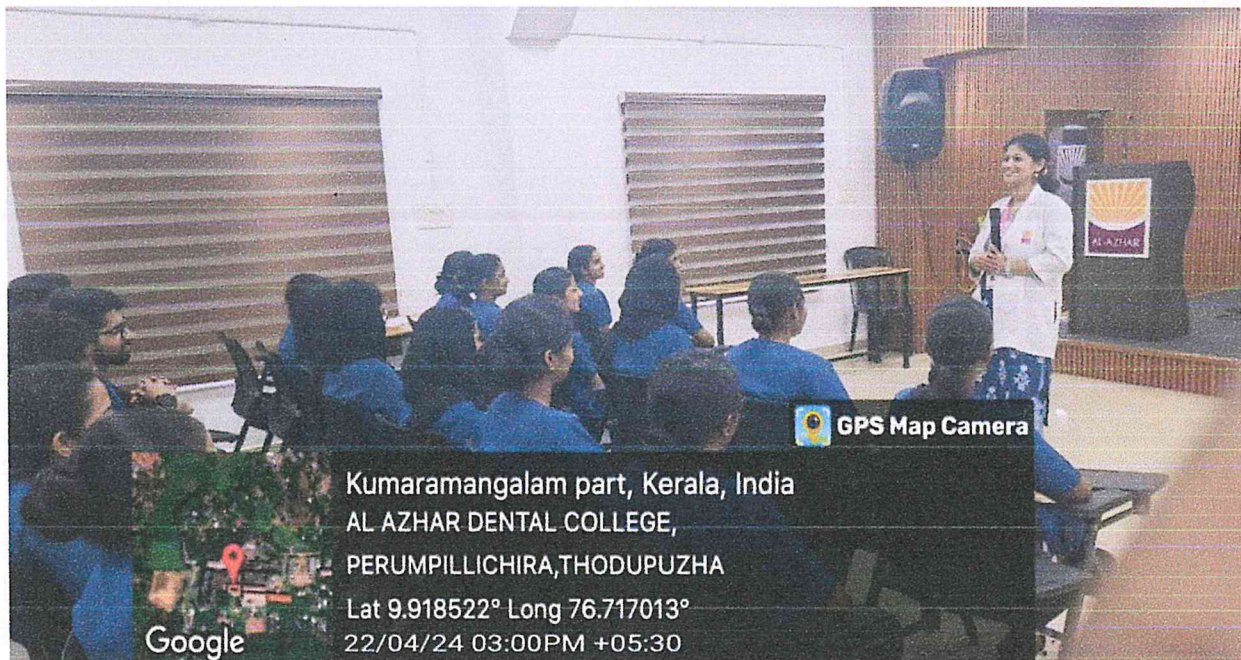 AL-AZHAR
GPS Map Camera
Kumaramangalam part, Kerala, India
AL AZHAR DENTAL COLLEGE,
PERUMPILLICHIRA,THODUPUZHA
Lat 9.918522° Long 76.717013°
22/04/24 03:00PM +05:30
Google